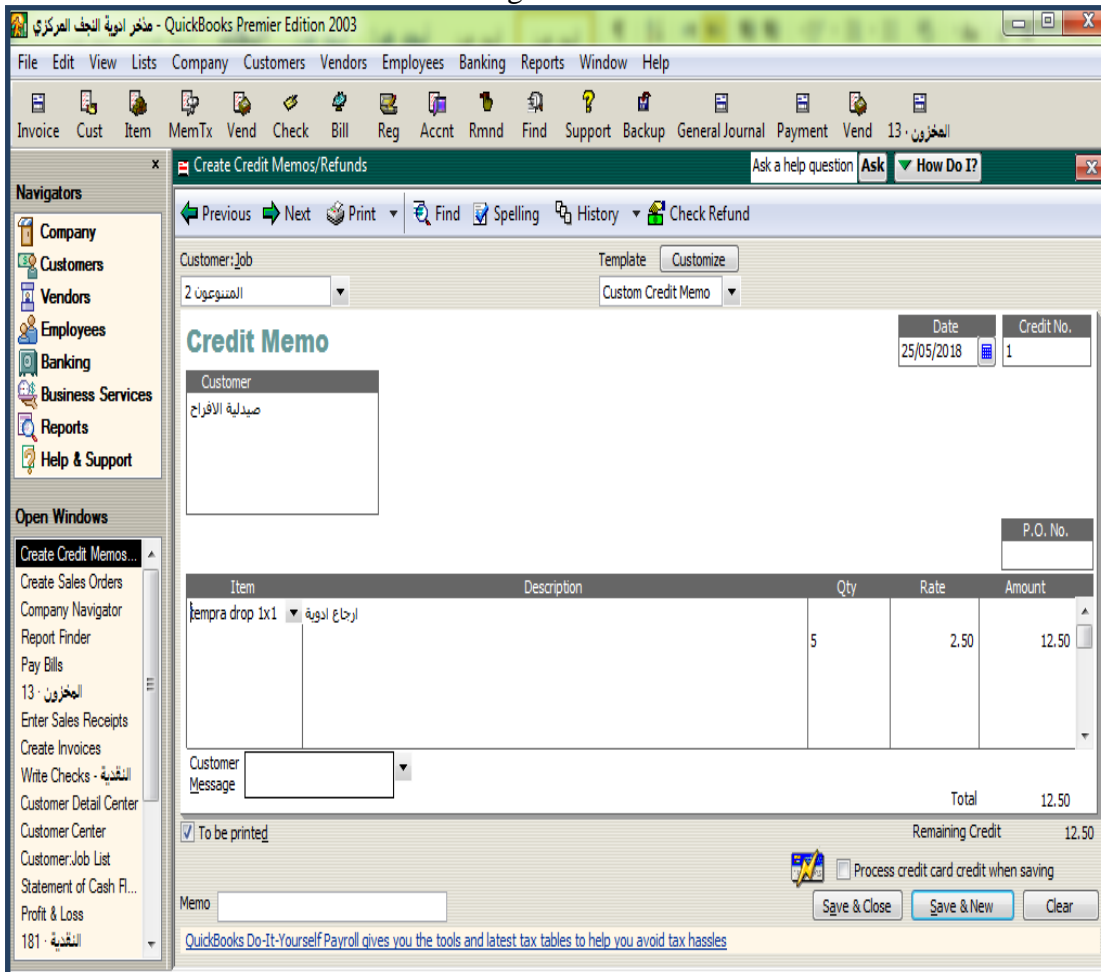 مذخر ادوية النجف المركزي - QuickBooks Premier Edition 2003
File Edit View Lists Company Customers Vendors Employees Banking Reports Window Help
Invoice Cust Item MemTx Vend Check Bill Reg Accnt Rmnd Find Support Backup General Journal Payment Vend 13 · المخزون
Create Credit Memos/Refunds Ask a help question Ask How Do I?
Previous Next Print Find Spelling History Check Refund
Customer:Job Template Customize
المتنوعون 2 Custom Credit Memo
Credit Memo
Date Credit No.
25/05/2018 1
Customer
صيدلية الافراح
P.O. No.
Item Description Qty Rate Amount
tempra drop 1x1 ارجاع ادوية
5 2.50 12.50
Customer
Message
Total 12.50
To be printed Remaining Credit 12.50
Process credit card credit when saving
Memo Save & Close Save & New Clear
QuickBooks Do-It-Yourself Payroll gives you the tools and latest tax tables to help you avoid tax hassles
Navigators
Company
Customers
Vendors
Employees
Banking
Business Services
Reports
Help & Support
Open Windows
Create Credit Memos...
Create Sales Orders
Company Navigator
Report Finder
Pay Bills
13 · المخزون
Enter Sales Receipts
Create Invoices
Write Checks - النقدية
Customer Detail Center
Customer Center
Customer:Job List
Statement of Cash Fl...
Profit & Loss
181 · النقدية